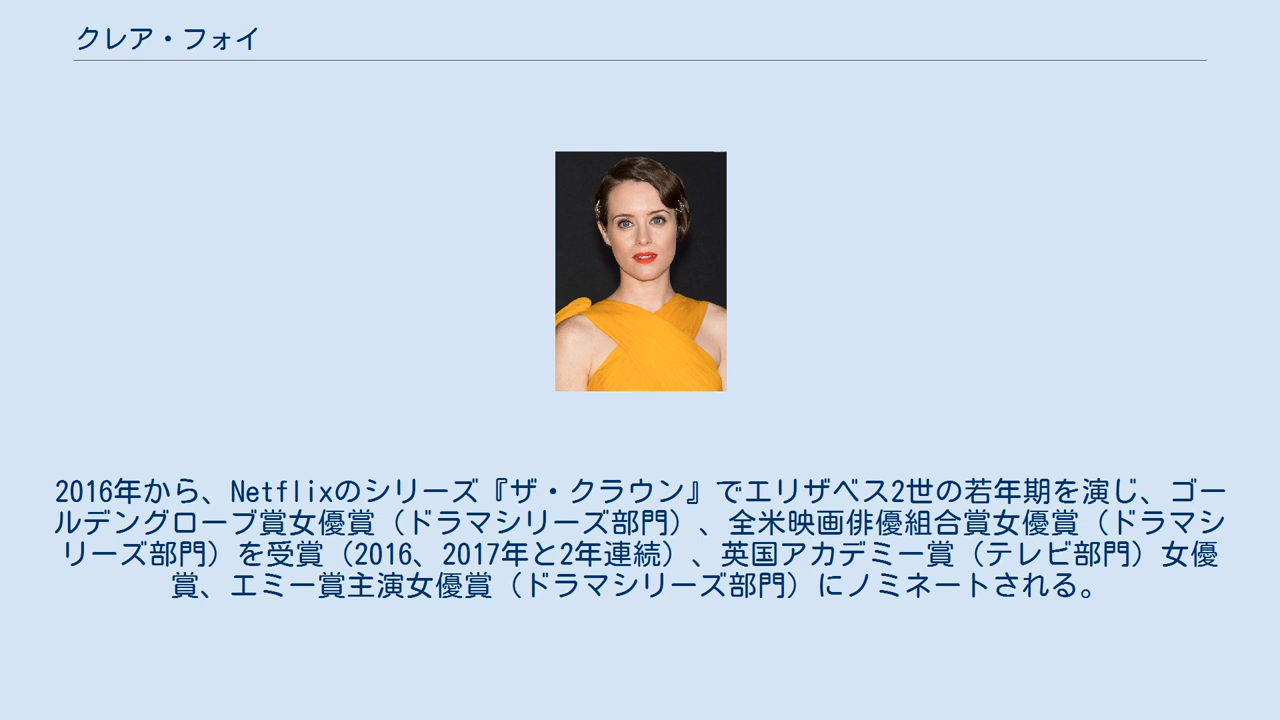 クレア・フォイ
2016年から、Netflixのシリーズ『ザ・クラウン』でエリザベス2世の若年期を演じ、ゴー
ルデングローブ賞女優賞（ドラマシリーズ部門）、全米映画俳優組合賞女優賞（ドラマシ
リーズ部門）を受賞（2016、2017年と2年連続）、英国アカデミー賞（テレビ部門）女優
賞、エミー賞主演女優賞（ドラマシリーズ部門）にノミネートされる。